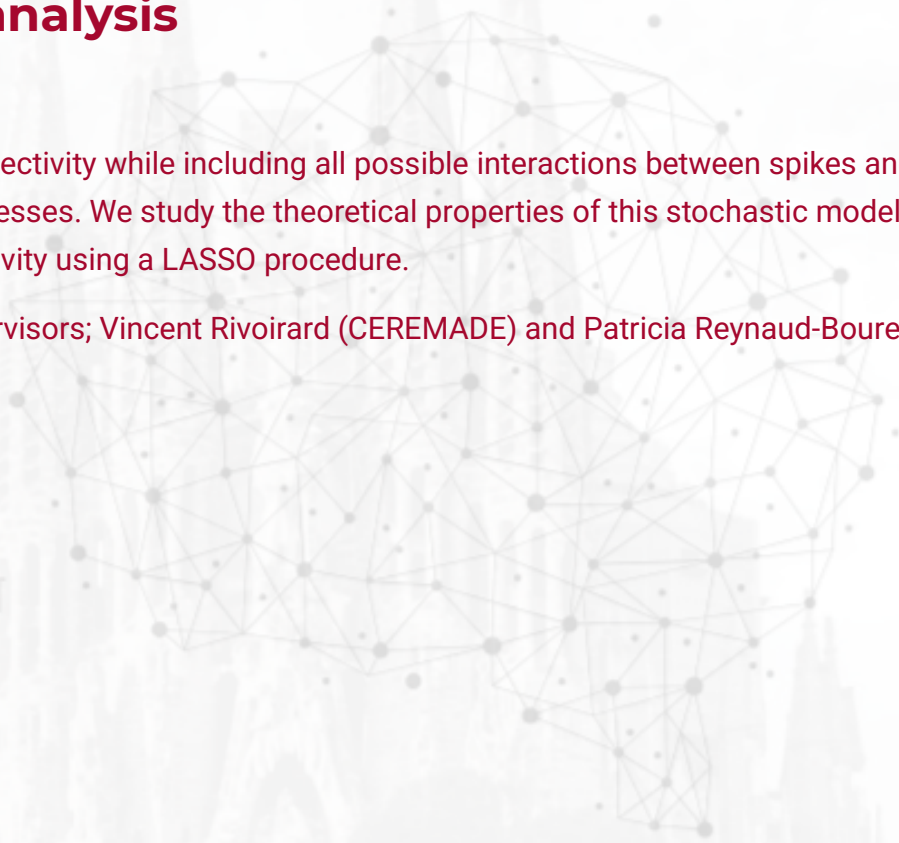 nalysis
ectivity while including all possible interactions between spikes an
esses. We study the theoretical properties of this stochastic model
vity using a LASSO procedure.
rvisors; Vincent Rivoirard (CEREMADE) and Patricia Reynaud-Boure